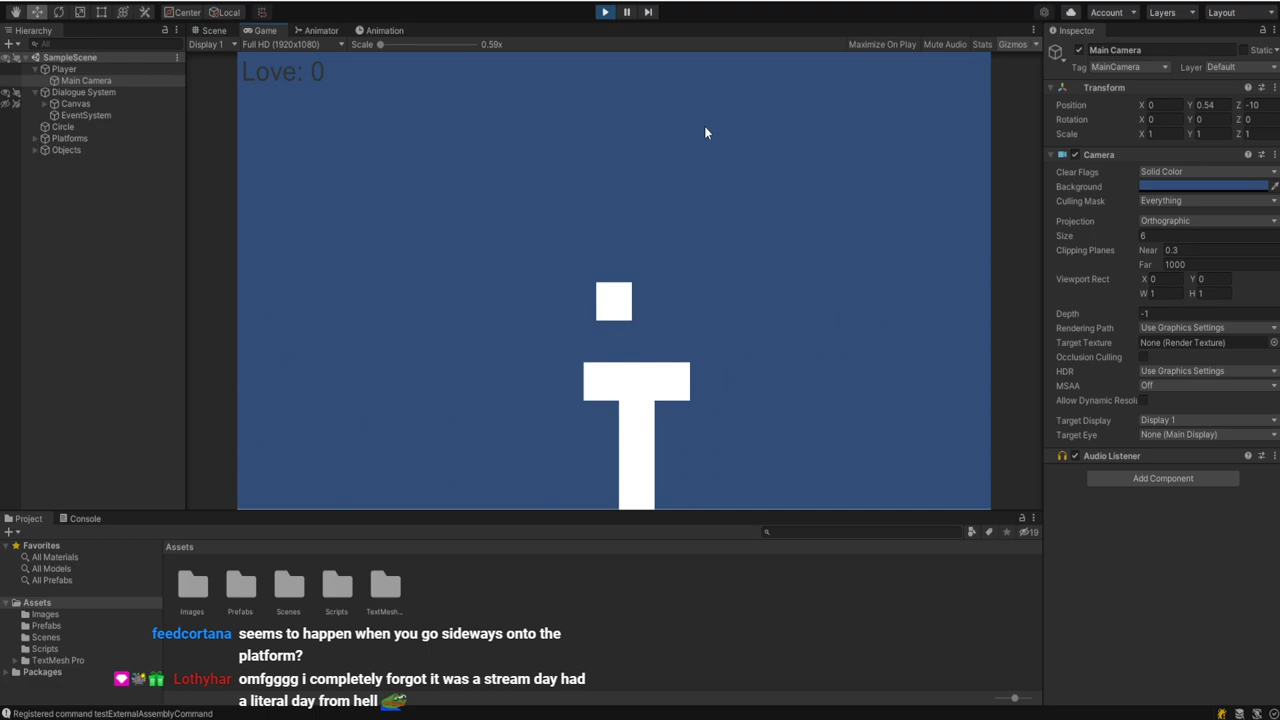 Center Local
Account Layers Layout
Hierarchy Scene Game Animator Animation Inspector
All Display 1 Full HD (1920x1080) Scale 0.59x Maximize On Play Mute Audio Stats Gizmos
SampleScene
Player
Main Camera
Dialogue System
Canvas
EventSystem
Circle
Platforms
Objects
Love: 0
Main Camera Static
Tag MainCamera Layer Default
Transform
Position X 0 Y 0.54 Z -10
Rotation X 0 Y 0 Z 0
Scale X 1 Y 1 Z 1
Camera
Clear Flags Solid Color
Background
Culling Mask Everything
Projection Orthographic
Size 6
Clipping Planes Near 0.3
Far 1000
Viewport Rect X 0 Y 0
W 1 H 1
Depth -1
Rendering Path Use Graphics Settings
Target Texture None (Render Texture)
Occlusion Culling
HDR Use Graphics Settings
MSAA Off
Allow Dynamic Resolu
Target Display Display 1
Target Eye None (Main Display)
Audio Listener
Add Component
Project Console
19
Favorites
All Materials
All Models
All Prefabs
Assets
Images
Prefabs
Scenes
Scripts
TextMesh Pro
Packages
Assets
Images Prefabs Scenes Scripts TextMesh...
feedcortana seems to happen when you go sideways onto the
platform?
Lothyhar omfgggg i completely forgot it was a stream day had
a literal day from hell
Registered command testExternalAssemblyCommand